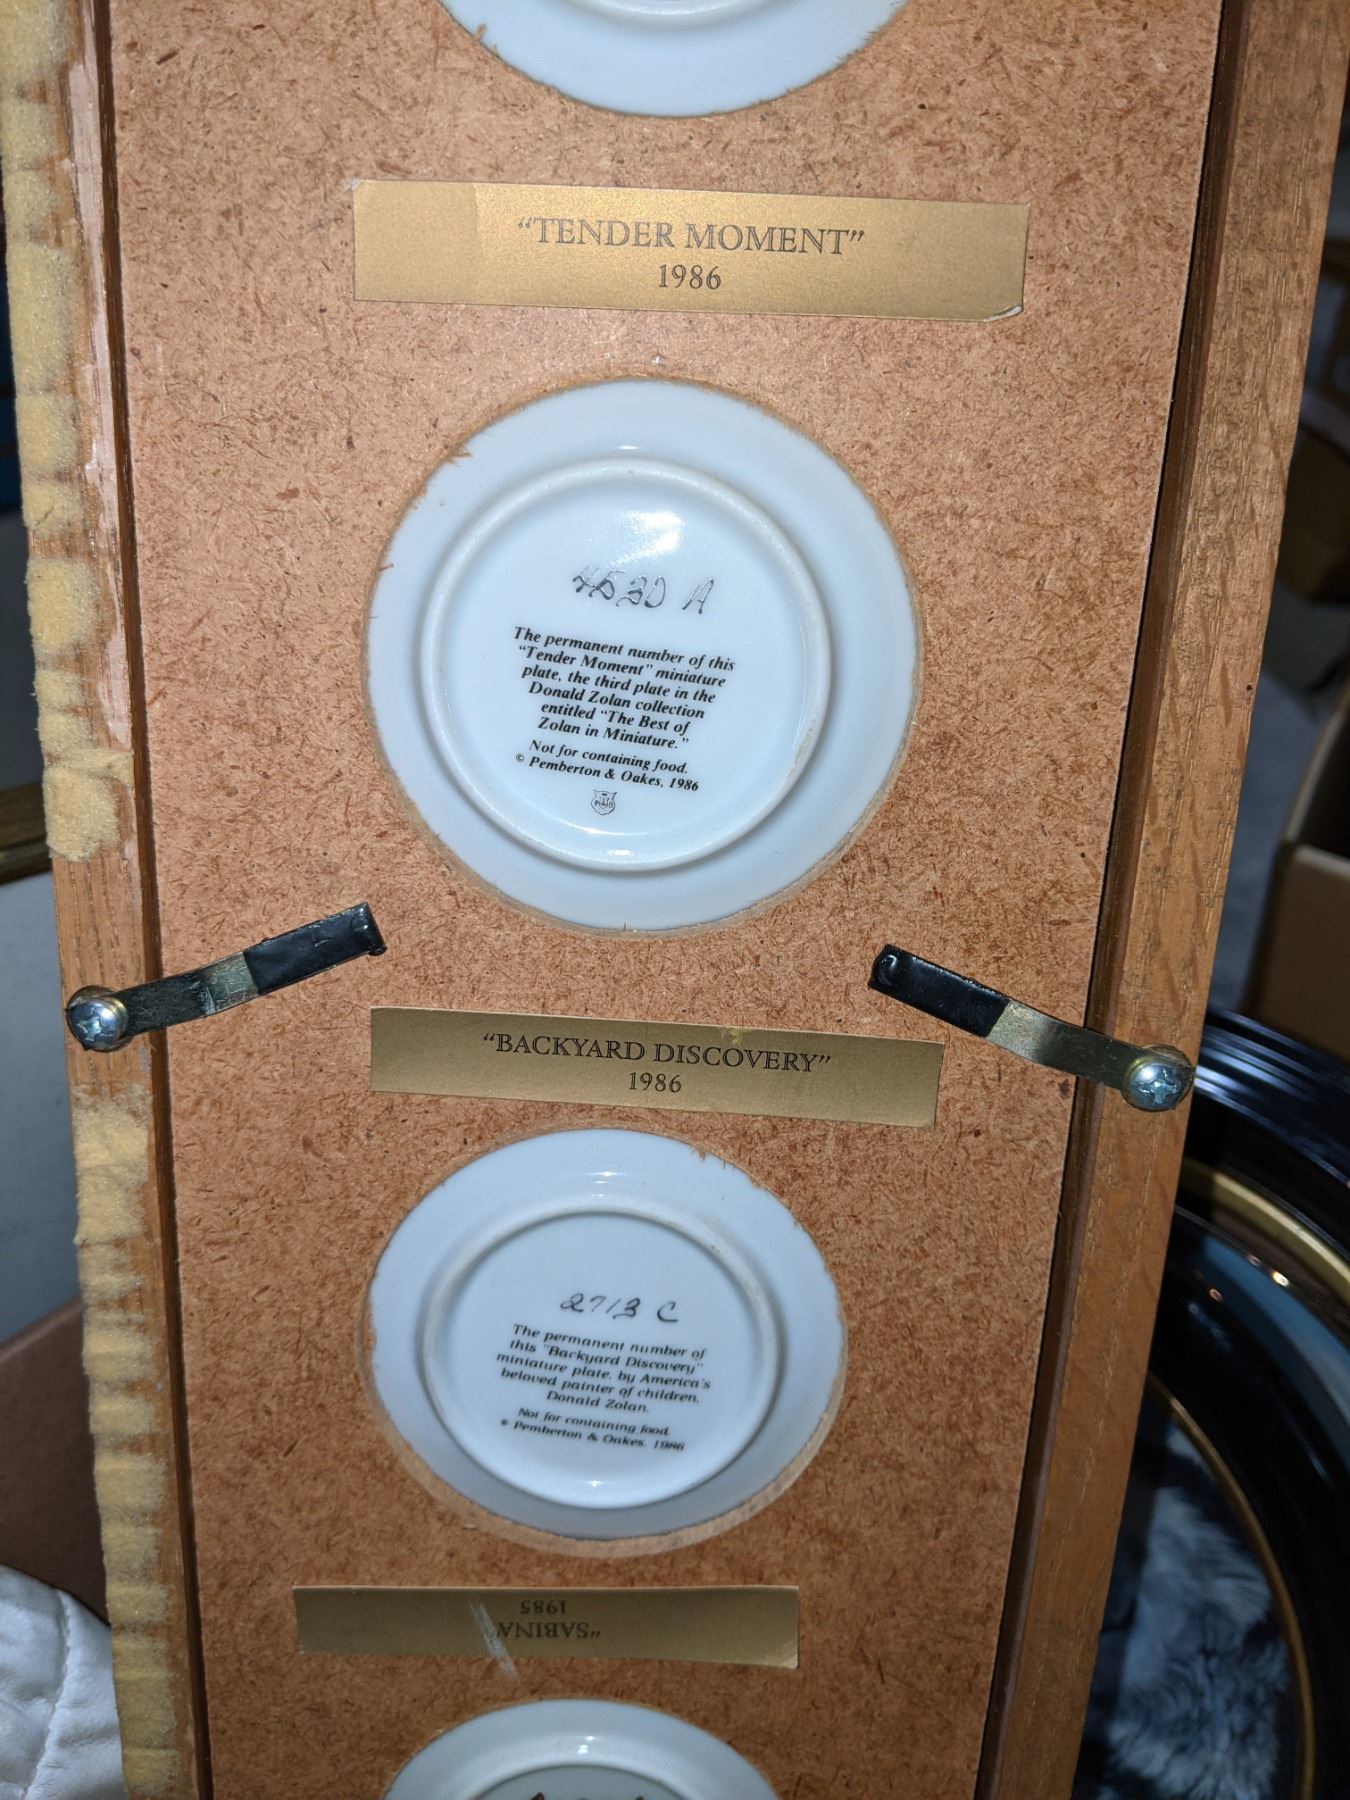 “TENDER MOMENT”
1986
4530 A
The permanent number of this
“Tender Moment” miniature
plate, the third plate in the
Donald Zolan collection
entitled “The Best of
Zolan in Miniature.”
Not for containing food.
© Pemberton & Oakes, 1986
“BACKYARD DISCOVERY”
1986
2713 C
The permanent number of
this “Backyard Discovery”
miniature plate, by America's
beloved painter of children,
Donald Zolan.
Not for containing food.
© Pemberton & Oakes, 1986
“SABINA”
1985